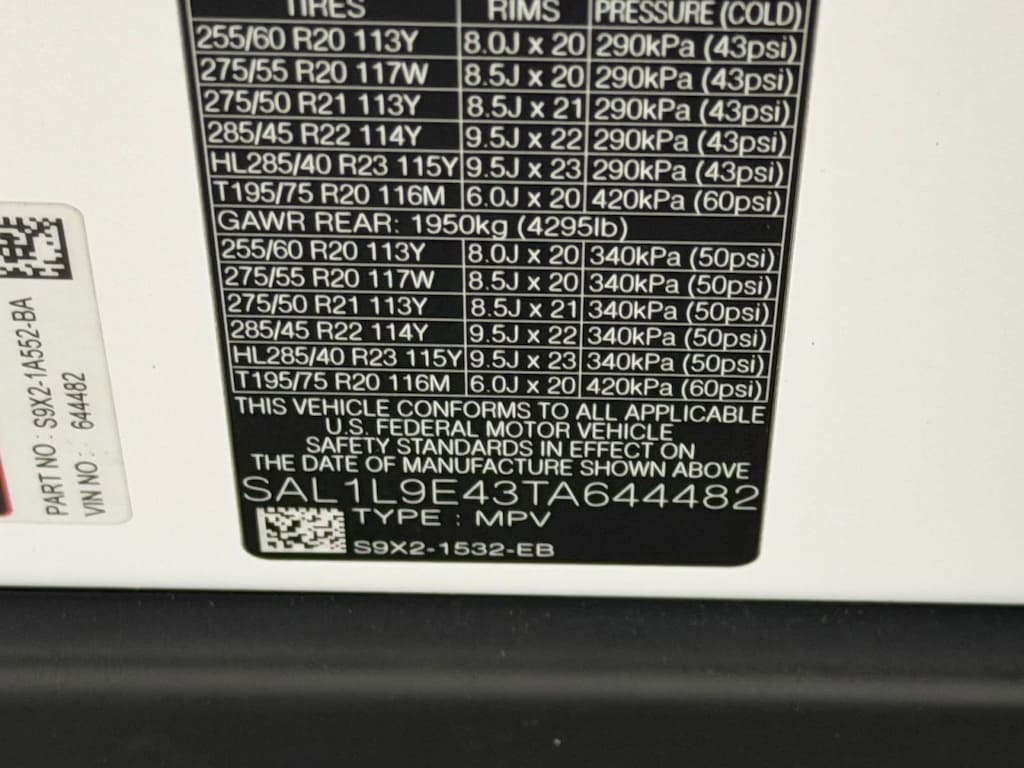 TIRES RIMS PRESSURE (COLD)
255/60 R20 113Y 8.0J x 20 290kPa (43psi)
275/55 R20 117W 8.5J x 20 290kPa (43psi)
275/50 R21 113Y 8.5J x 21 290kPa (43psi)
285/45 R22 114Y 9.5J x 22 290kPa (43psi)
HL285/40 R23 115Y 9.5J x 23 290kPa (43psi)
T195/75 R20 116M 6.0J x 20 420kPa (60psi)
GAWR REAR: 1950kg (4295lb)
255/60 R20 113Y 8.0J x 20 340kPa (50psi)
275/55 R20 117W 8.5J x 20 340kPa (50psi)
275/50 R21 113Y 8.5J x 21 340kPa (50psi)
285/45 R22 114Y 9.5J x 22 340kPa (50psi)
HL285/40 R23 115Y 9.5J x 23 340kPa (50psi)
T195/75 R20 116M 6.0J x 20 420kPa (60psi)
THIS VEHICLE CONFORMS TO ALL APPLICABLE
U.S. FEDERAL MOTOR VEHICLE
SAFETY STANDARDS IN EFFECT ON
THE DATE OF MANUFACTURE SHOWN ABOVE
SAL1L9E43TA644482
TYPE : MPV
S9X2-1532-EB
PART NO : S9X2-1A552-BA
VIN NO : 644482